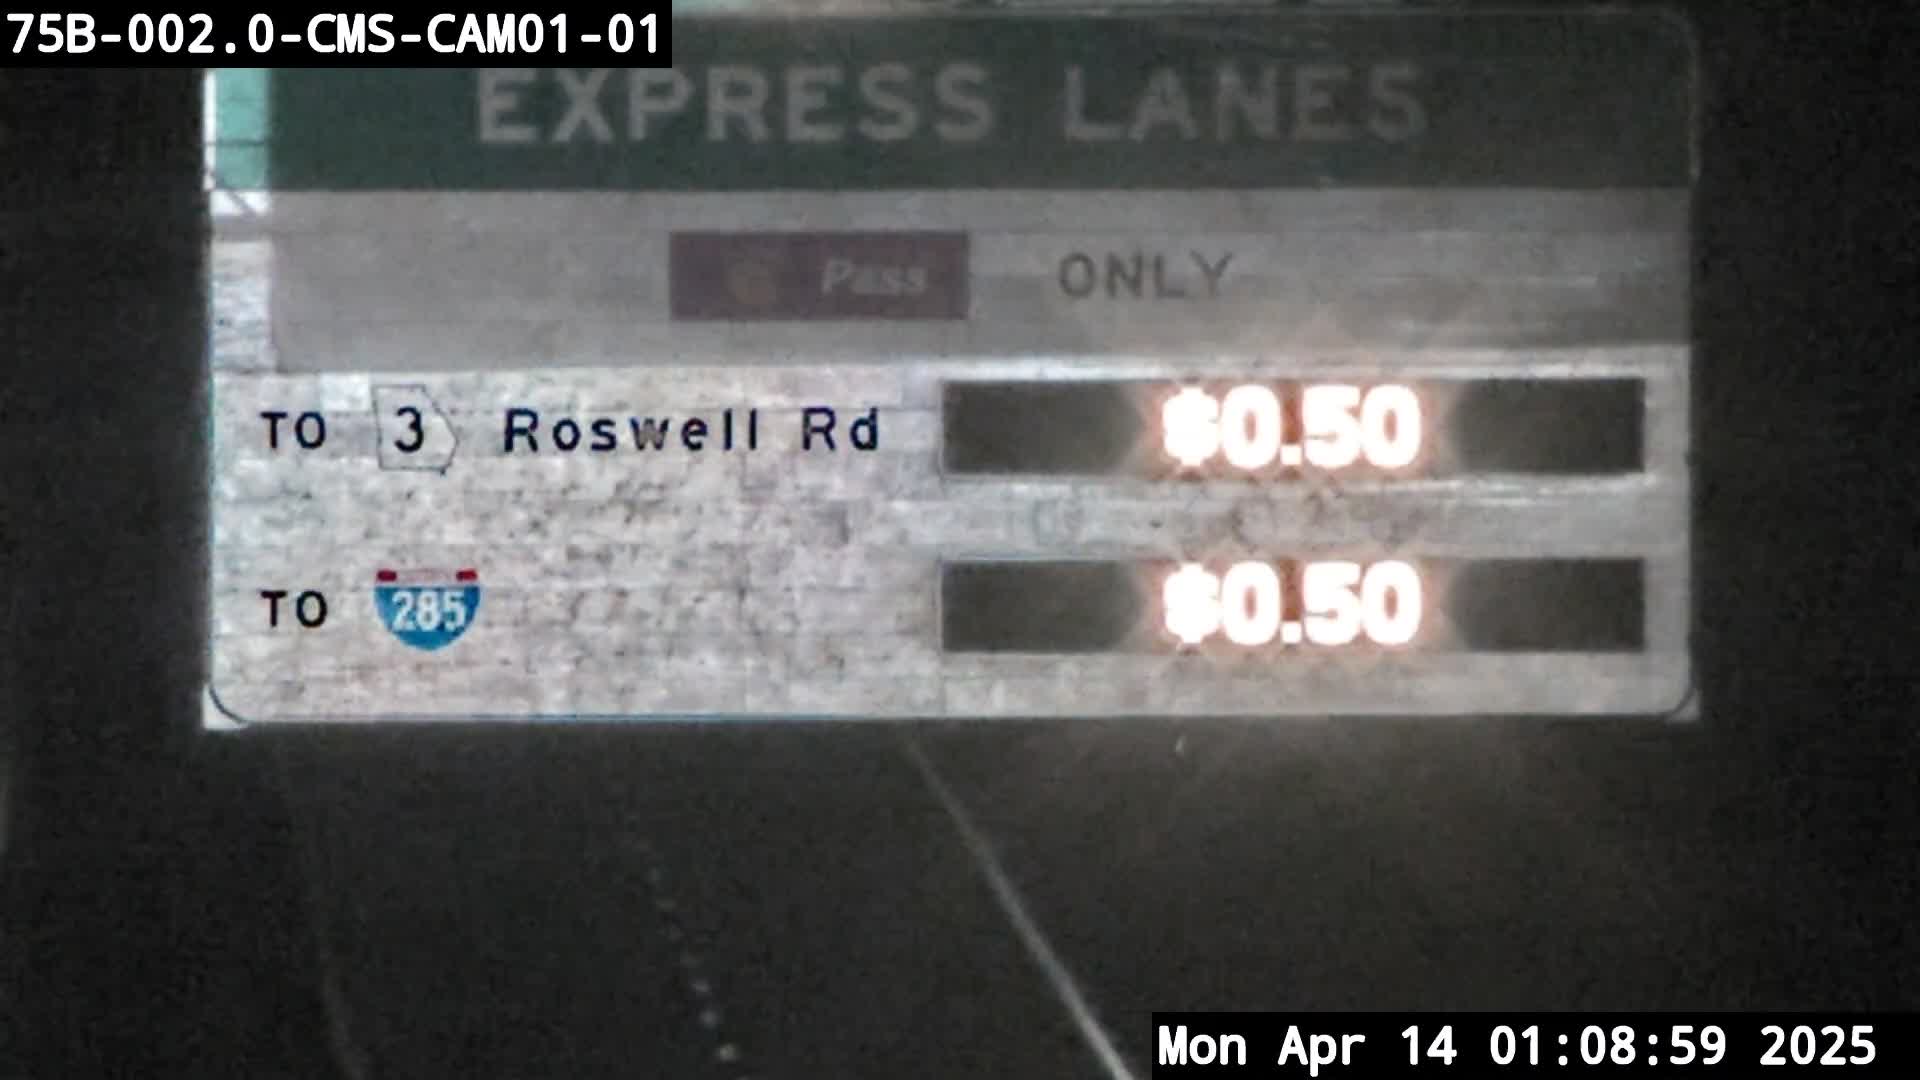 75B-002.0-CMS-CAM01-01
EXPRESS LANES
Pass ONLY
TO 3 Roswell Rd $0.50
TO 285 $0.50
Mon Apr 14 01:08:59 2025